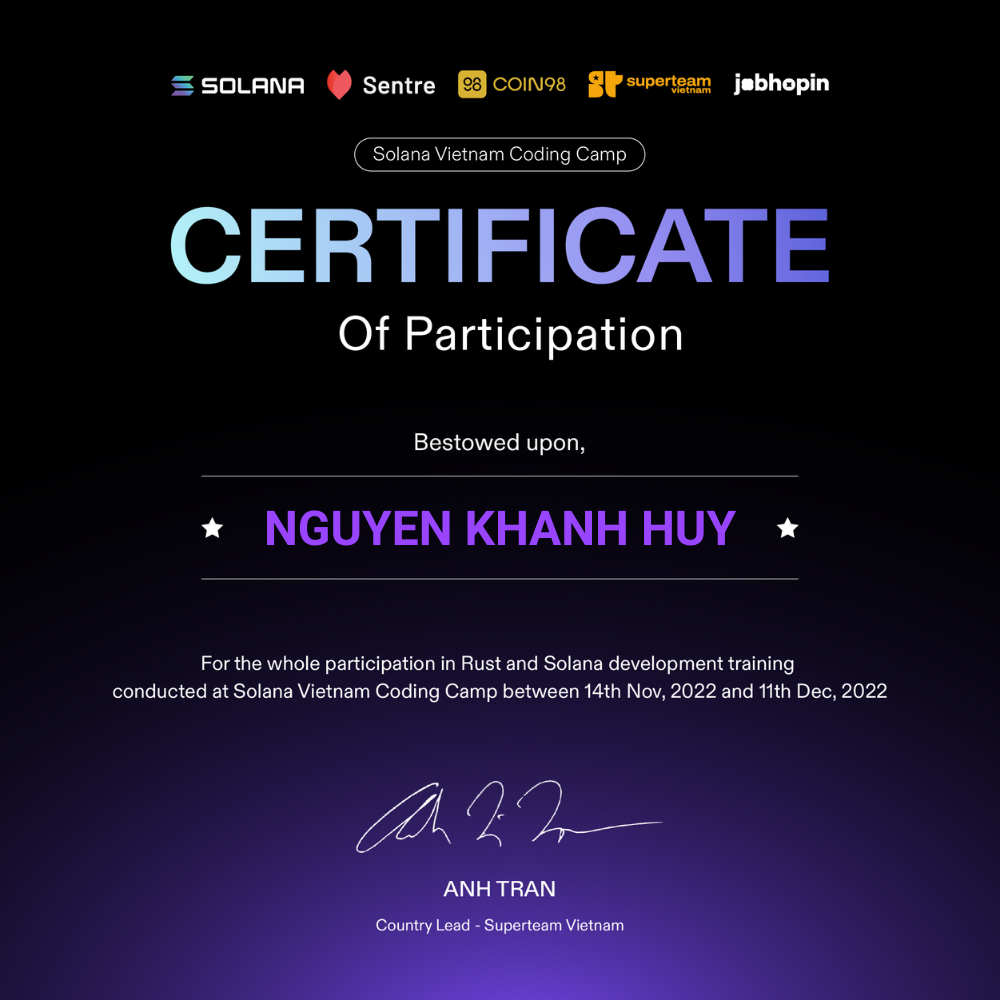 SOLANA Sentre 98 COIN98 superteam vietnam jobhopin
Solana Vietnam Coding Camp
CERTIFICATE
Of Participation
Bestowed upon,
NGUYEN KHANH HUY
For the whole participation in Rust and Solana development training
conducted at Solana Vietnam Coding Camp between 14th Nov, 2022 and 11th Dec, 2022
ANH TRAN
Country Lead - Superteam Vietnam